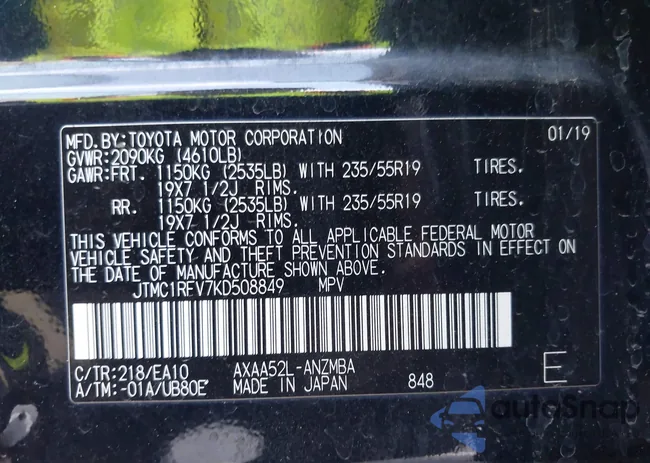 MFD.BY:TOYOTA MOTOR CORPORATION 01/19
GVWR:2090KG (4610LB)
GAWR:FRT. 1150KG (2535LB) WITH 235/55R19 TIRES.
19X7 1/2J RIMS.
RR. 1150KG (2535LB) WITH 235/55R19 TIRES.
19X7 1/2J RIMS.
THIS VEHICLE CONFORMS TO ALL APPLICABLE FEDERAL MOTOR
VEHICLE SAFETY AND THEFT PREVENTION STANDARDS IN EFFECT ON
THE DATE OF MANUFACTURE SHOWN ABOVE.
JTMC1RFV7KD508849 MPV
C/TR:218/EA10 AXAA52L-ANZMBA
A/TM:-01A/UB80E MADE IN JAPAN 848 E
autoSnap